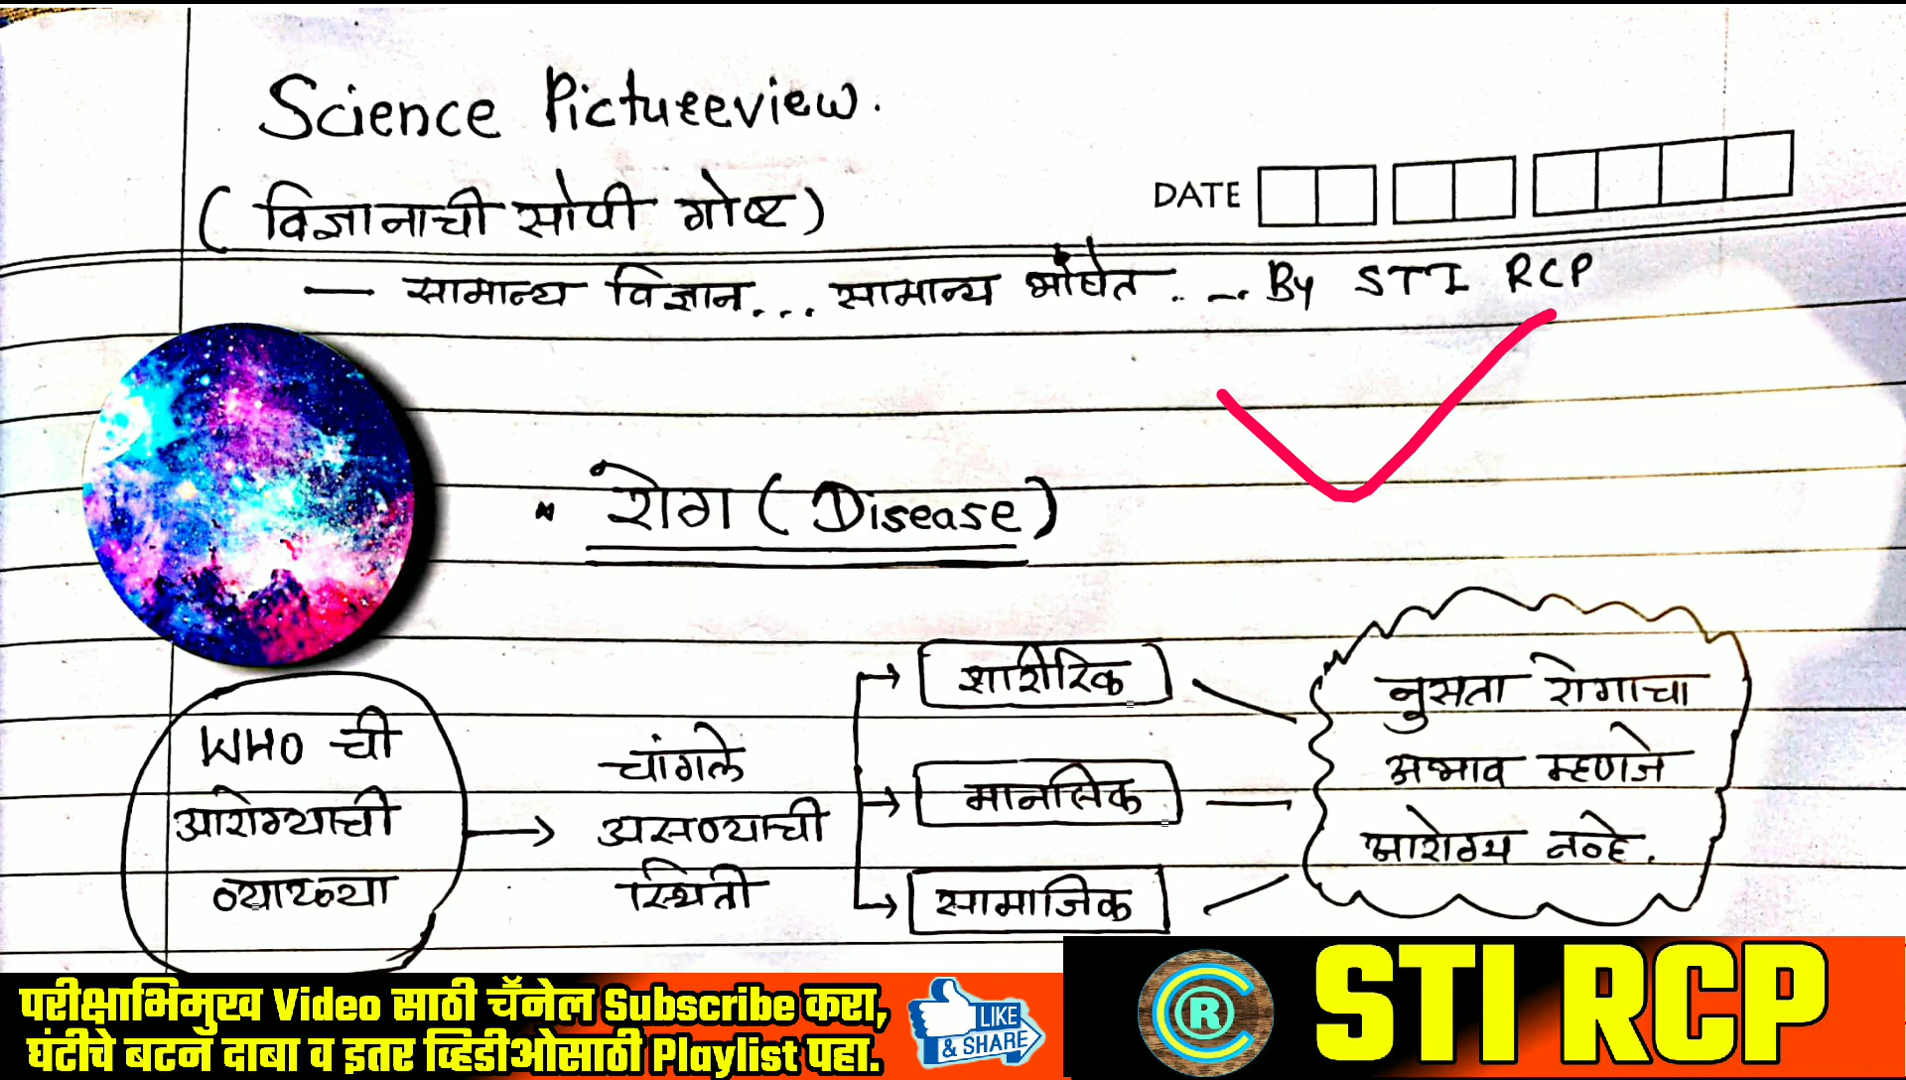 Science Pictureview.
(विज्ञानाची सोपी गोष्ट)
DATE
— सामान्य विज्ञान... सामान्य भाषेत... By STI RCP
रोग (Disease)
WHO ची
आरोग्याची
व्याख्या
चांगले
असण्याची
स्थिती
शारीरिक
मानसिक
सामाजिक
नुसता रोगाचा
अभाव म्हणजे
आरोग्य नव्हे.
परीक्षाभिमुख Video साठी चॅनेल Subscribe करा,
घंटीचे बटन दाबा व इतर व्हिडीओसाठी Playlist पहा.
LIKE
& SHARE
R
STI RCP